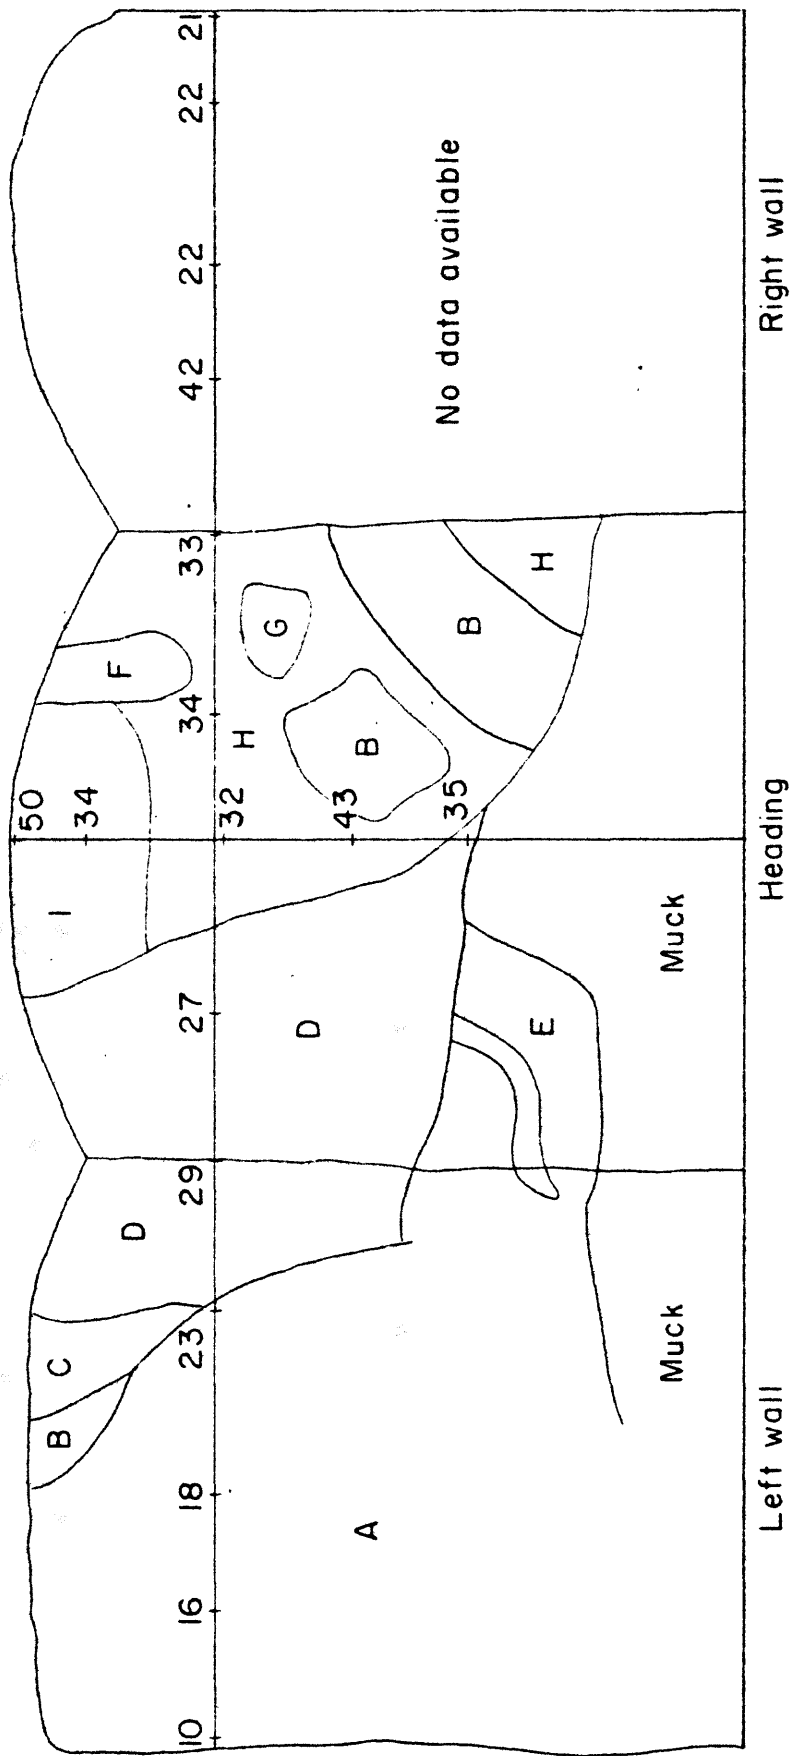 50
B C I
34
D F
10 16 18 23 29 27 34 33 42 22 22 21
32
H G
D
43
A B
No data available
35 B
E H
Muck Muck
Left wall Heading Right wall